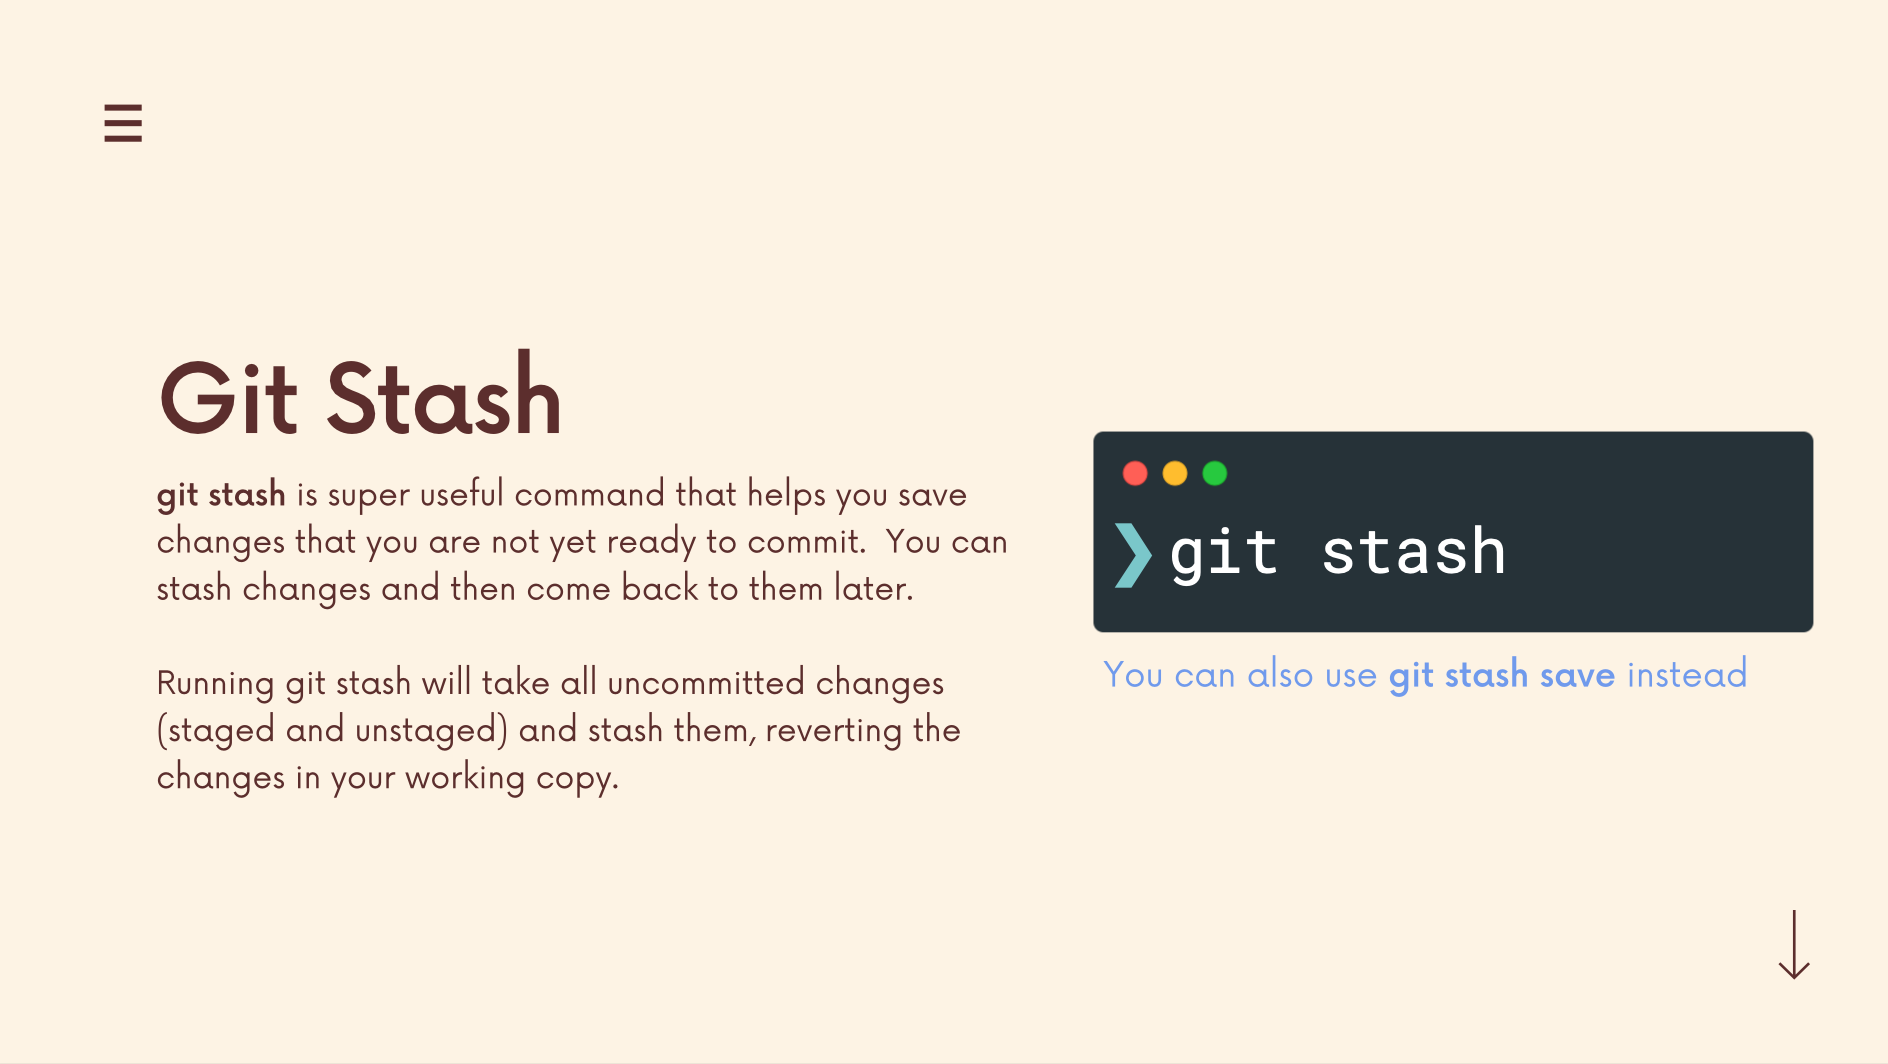 Git Stash
git stash is super useful command that helps you save
changes that you are not yet ready to commit.  You can
stash changes and then come back to them later.
Running git stash will take all uncommitted changes
(staged and unstaged) and stash them, reverting the
changes in your working copy.
❯ git stash
You can also use git stash save instead